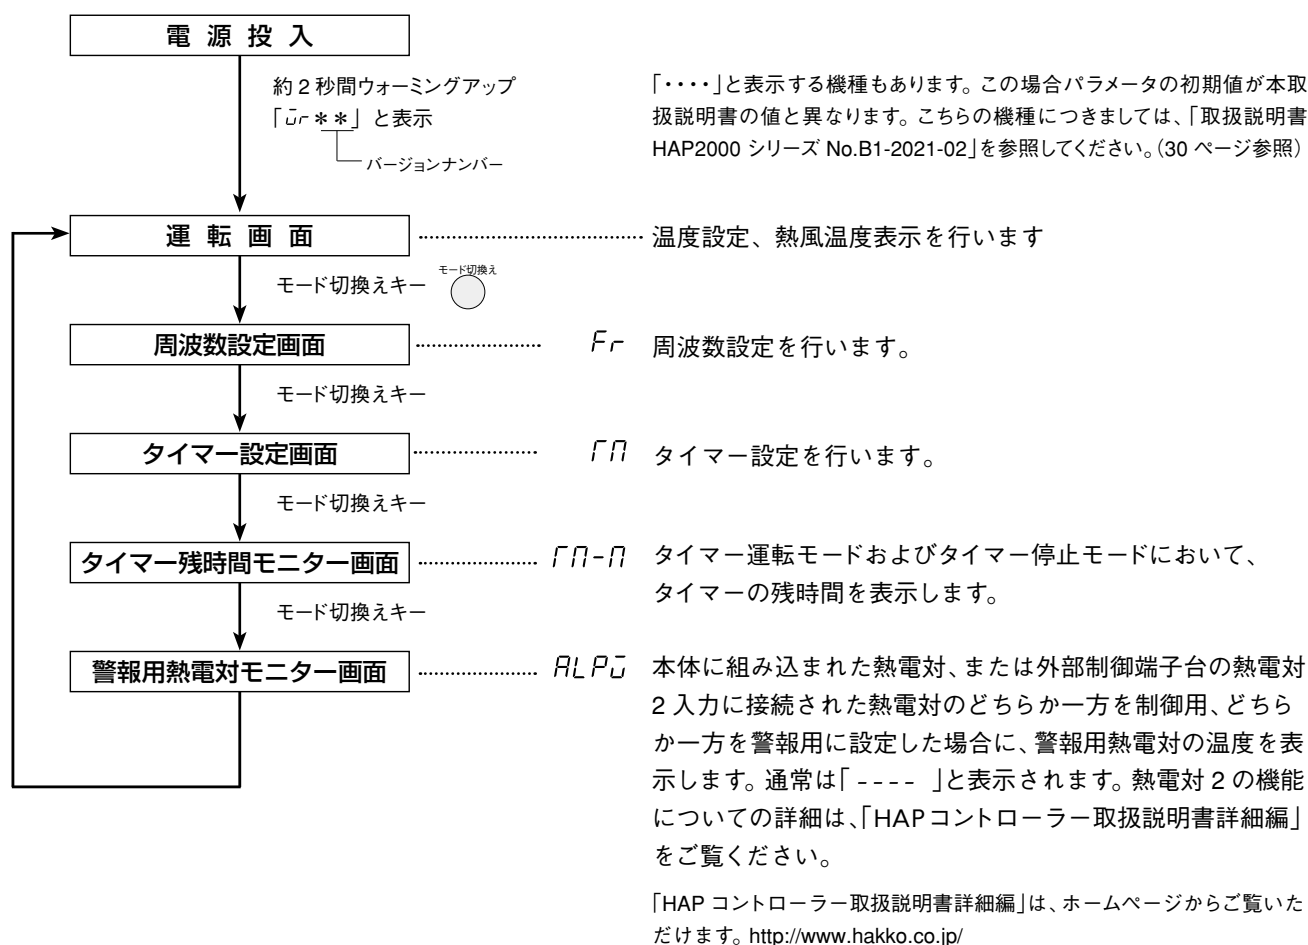 電 源 投 入
約 2 秒間ウォーミングアップ
「ūr**」と表示
バージョンナンバー
「・・・・」と表示する機種もあります。この場合パラメータの初期値が本取
扱説明書の値と異なります。こちらの機種につきましては、「取扱説明書
HAP2000 シリーズ No.B1-2021-02」を参照してください。（30 ページ参照）
運 転 画 面
温度設定、熱風温度表示を行います
モード切換えキー
モード切換え
周波数設定画面
Fr
周波数設定を行います。
モード切換えキー
タイマー設定画面
ГП
タイマー設定を行います。
モード切換えキー
タイマー残時間モニター画面
ГП-П
タイマー運転モードおよびタイマー停止モードにおいて、
タイマーの残時間を表示します。
モード切換えキー
警報用熱電対モニター画面
ALPū
本体に組み込まれた熱電対、または外部制御端子台の熱電対
2 入力に接続された熱電対のどちらか一方を制御用、どちら
か一方を警報用に設定した場合に、警報用熱電対の温度を表
示します。通常は「 ---- 」と表示されます。熱電対 2 の機能
についての詳細は、「HAPコントローラー取扱説明書詳細編」
をご覧ください。
「HAP コントローラー取扱説明書詳細編」は、ホームページからご覧いた
だけます。http://www.hakko.co.jp/